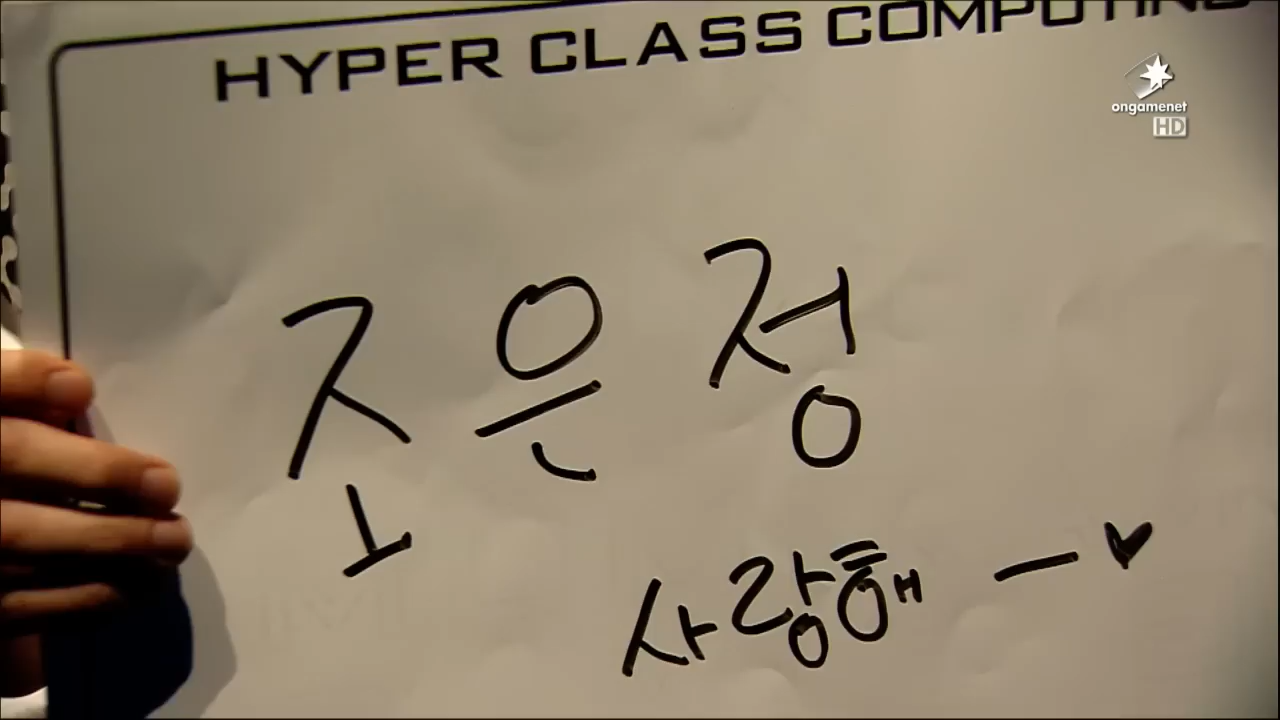 HYPER CLASS COMPUTING
ongamenet
HD
조은정
사랑해 — ♥